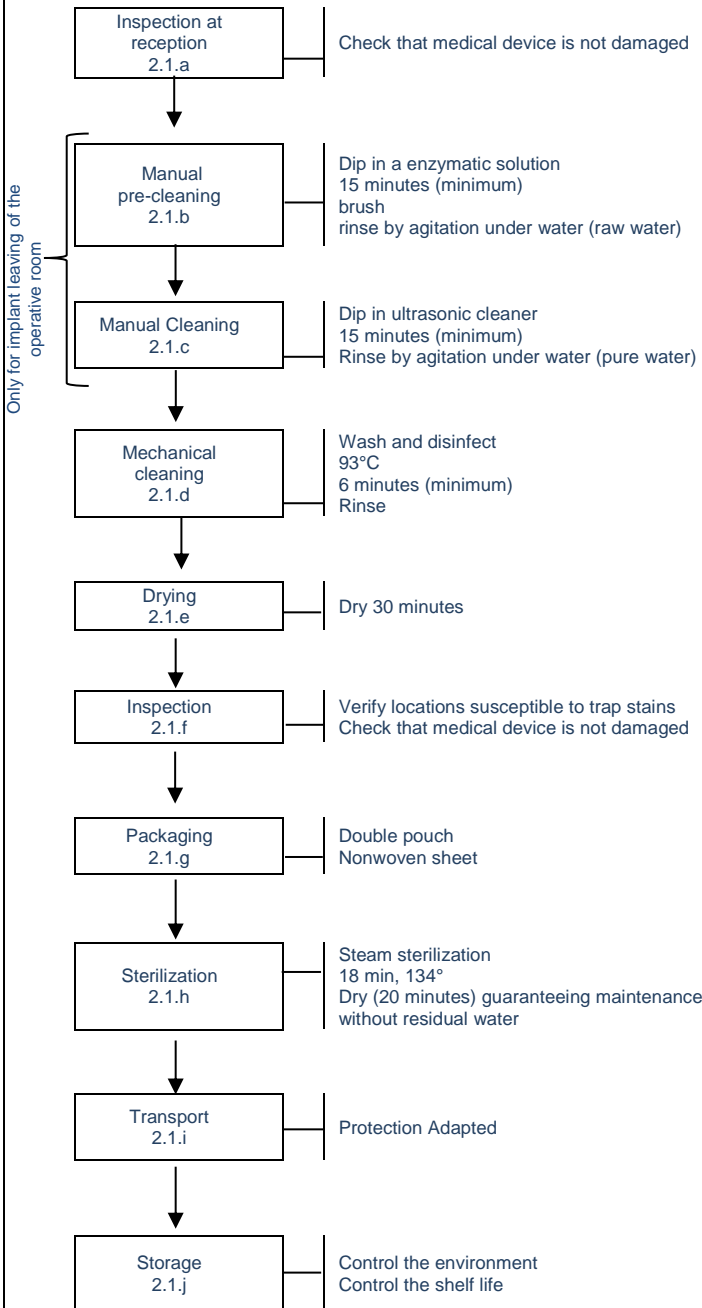 Inspection at
reception
2.1.a
Check that medical device is not damaged
Only for implant leaving of the
operative room
Manual
pre-cleaning
2.1.b
Dip in a enzymatic solution
15 minutes (minimum)
brush
rinse by agitation under water (raw water)
Manual Cleaning
2.1.c
Dip in ultrasonic cleaner
15 minutes (minimum)
Rinse by agitation under water (pure water)
Mechanical
cleaning
2.1.d
Wash and disinfect
93°C
6 minutes (minimum)
Rinse
Drying
2.1.e
Dry 30 minutes
Inspection
2.1.f
Verify locations susceptible to trap stains
Check that medical device is not damaged
Packaging
2.1.g
Double pouch
Nonwoven sheet
Sterilization
2.1.h
Steam sterilization
18 min, 134°
Dry (20 minutes) guaranteeing maintenance
without residual water
Transport
2.1.i
Protection Adapted
Storage
2.1.j
Control the environment
Control the shelf life